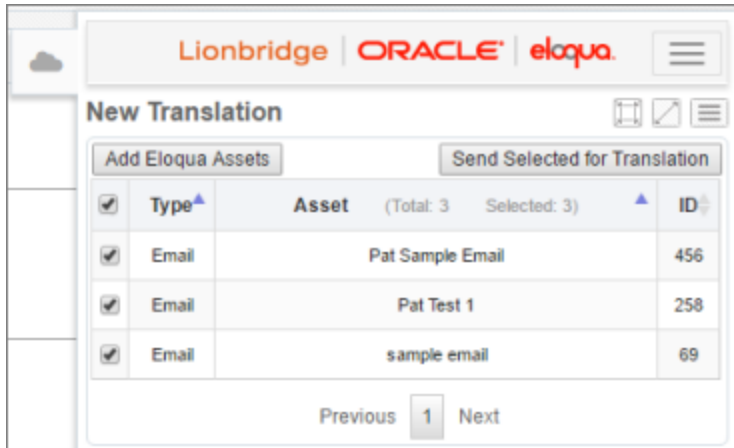 Lionbridge | ORACLE | eloqua.
New Translation
Add Eloqua Assets Send Selected for Translation
Type Asset (Total: 3 Selected: 3) ID
Email Pat Sample Email 456
Email Pat Test 1 258
Email sample email 69
Previous 1 Next